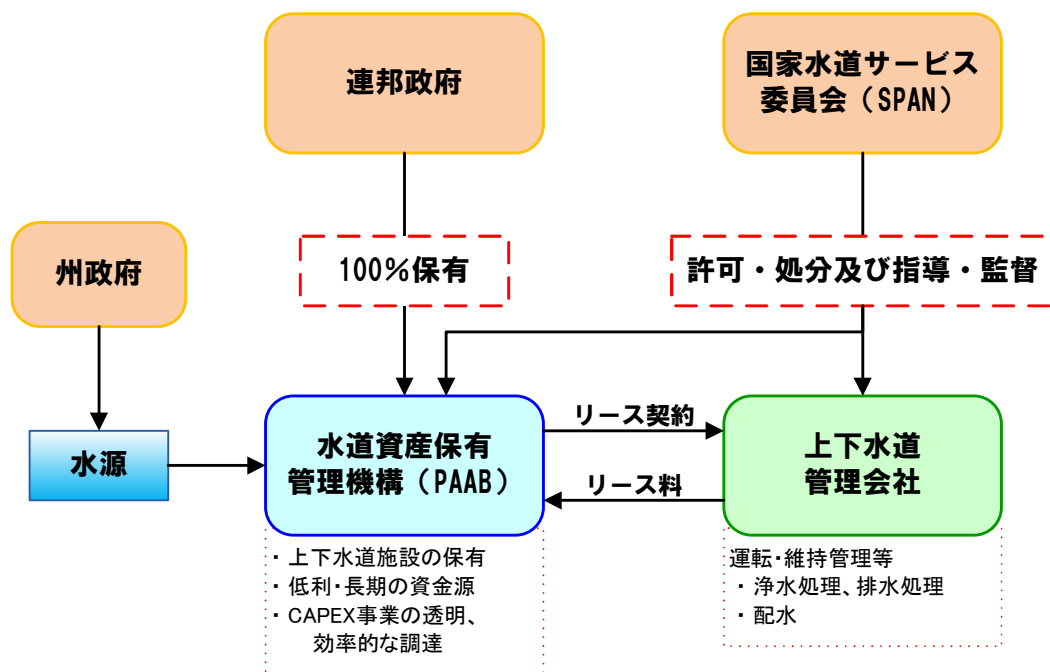 連邦政府
国家水道サービス
委員会（SPAN）
州政府
100％保有
許可・処分及び指導・監督
水源
水道資産保有
管理機構（PAAB）
リース契約
リース料
上下水道
管理会社
・上下水道施設の保有
・低利・長期の資金源
・CAPEX事業の透明、
効率的な調達
運転・維持管理等
・浄水処理、排水処理
・配水